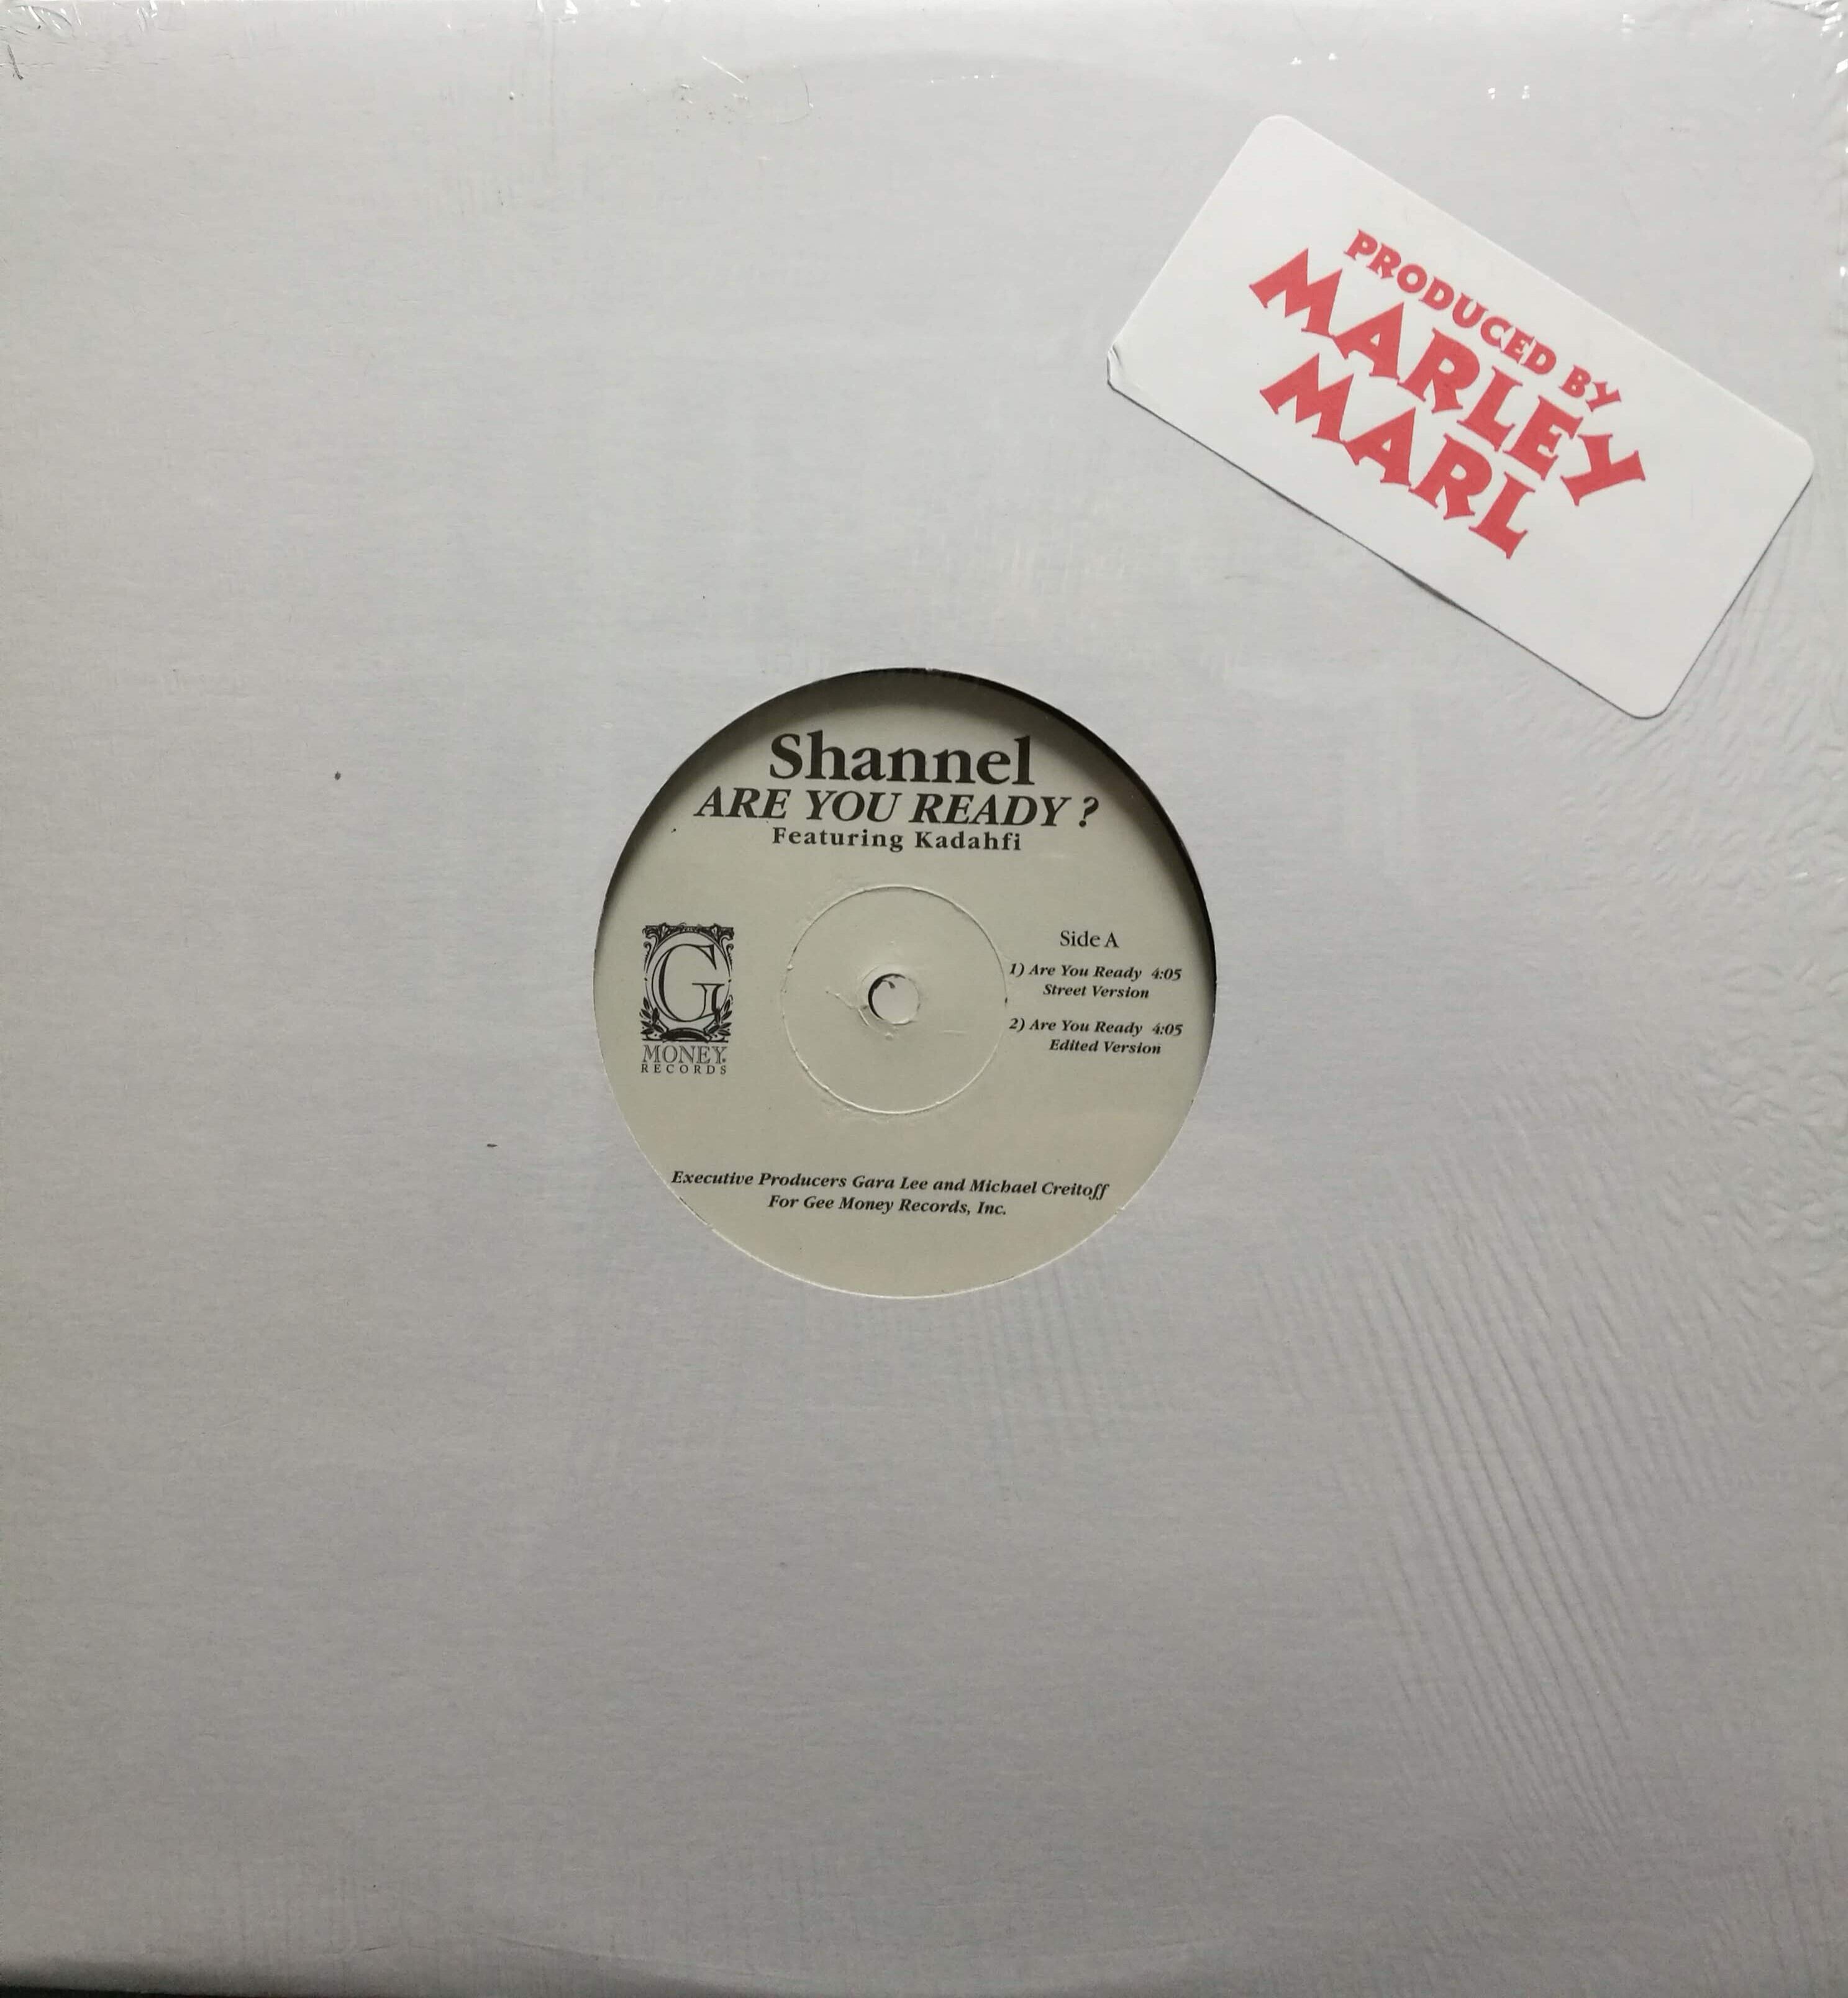 PRODUCED BY
MARLEY
MARL
Shannel
ARE YOU READY ?
Featuring Kadahfi
G
MONEY
RECORDS
Side A
1) Are You Ready 4:05
Street Version
2) Are You Ready 4:05
Edited Version
Executive Producers Gara Lee and Michael Creitoff
For Gee Money Records, Inc.